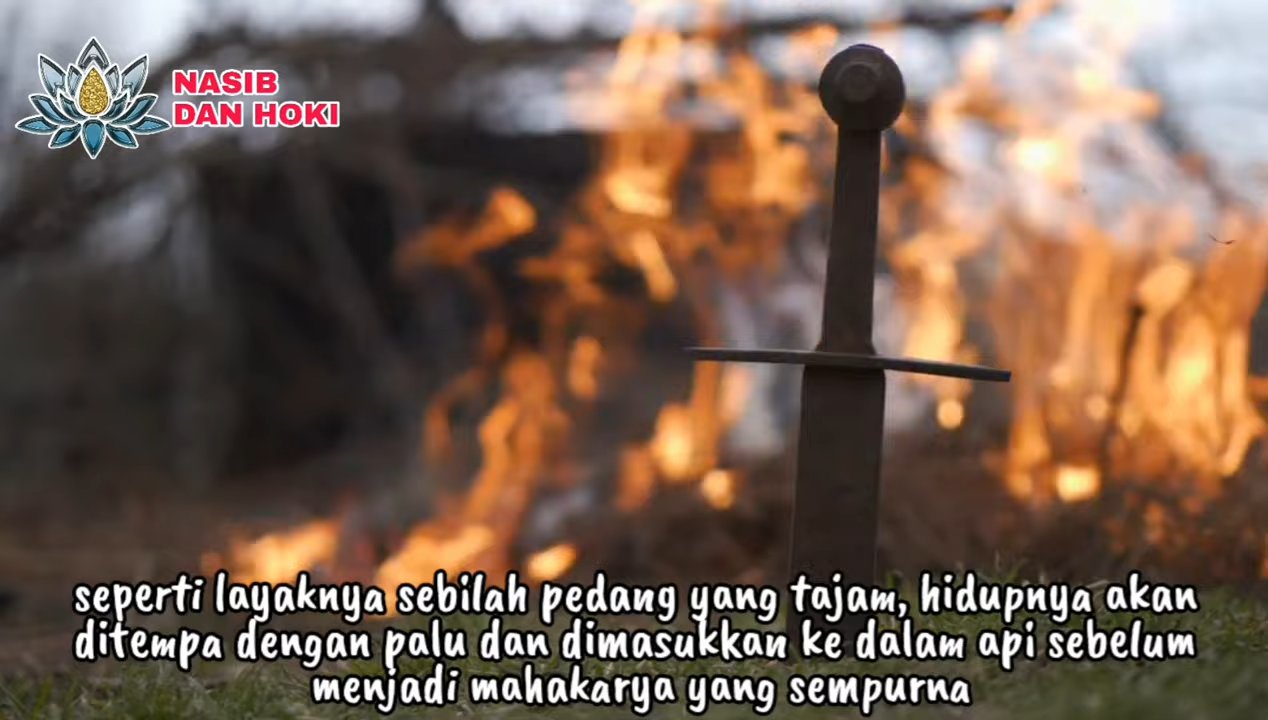 NASIB
DAN HOKI
seperti layaknya sebilah pedang yang tajam, hidupnya akan
ditempa dengan palu dan dimasukkan ke dalam api sebelum
menjadi mahakarya yang sempurna